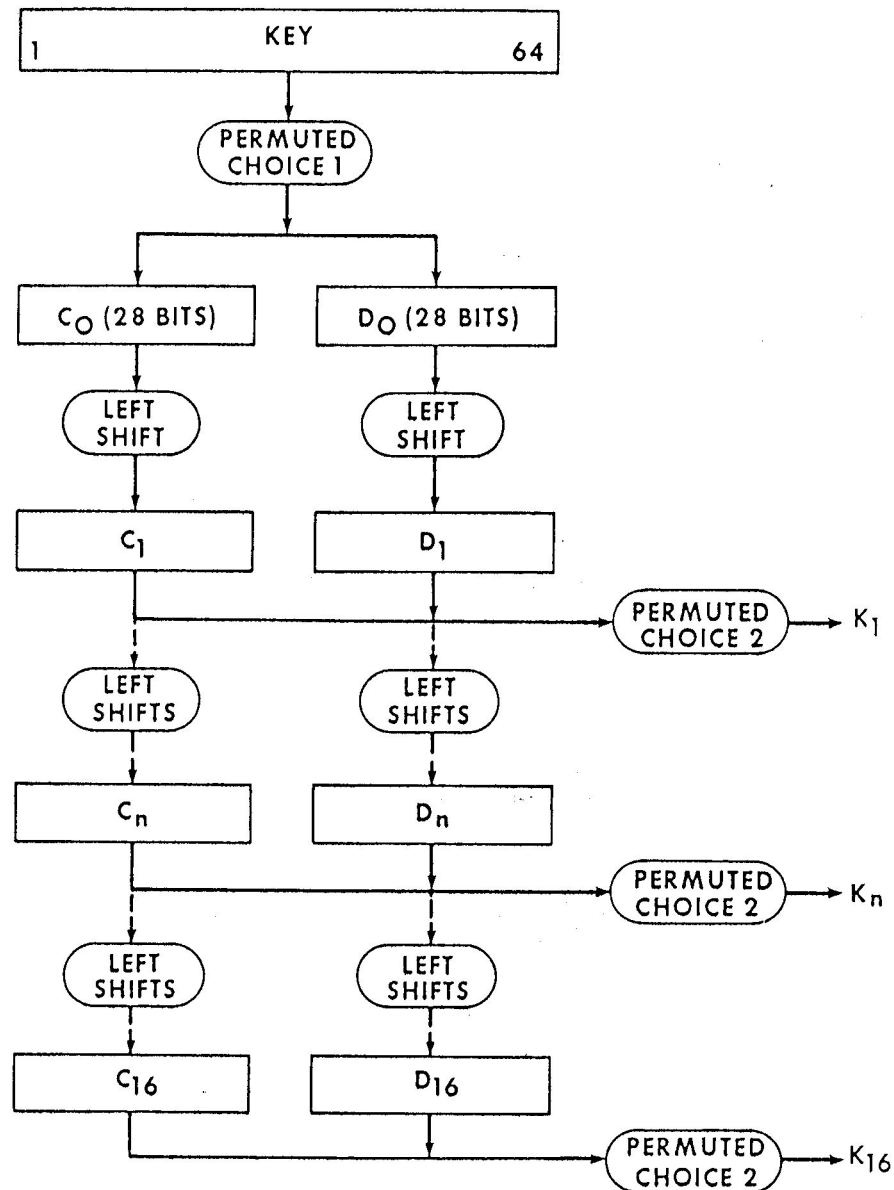 KEY
1 64
PERMUTED
CHOICE 1
C0 (28 BITS) D0 (28 BITS)
LEFT
SHIFT
LEFT
SHIFT
C1 D1
PERMUTED
CHOICE 2
K1
LEFT
SHIFTS
LEFT
SHIFTS
Cn Dn
PERMUTED
CHOICE 2
Kn
LEFT
SHIFTS
LEFT
SHIFTS
C16 D16
PERMUTED
CHOICE 2
K16